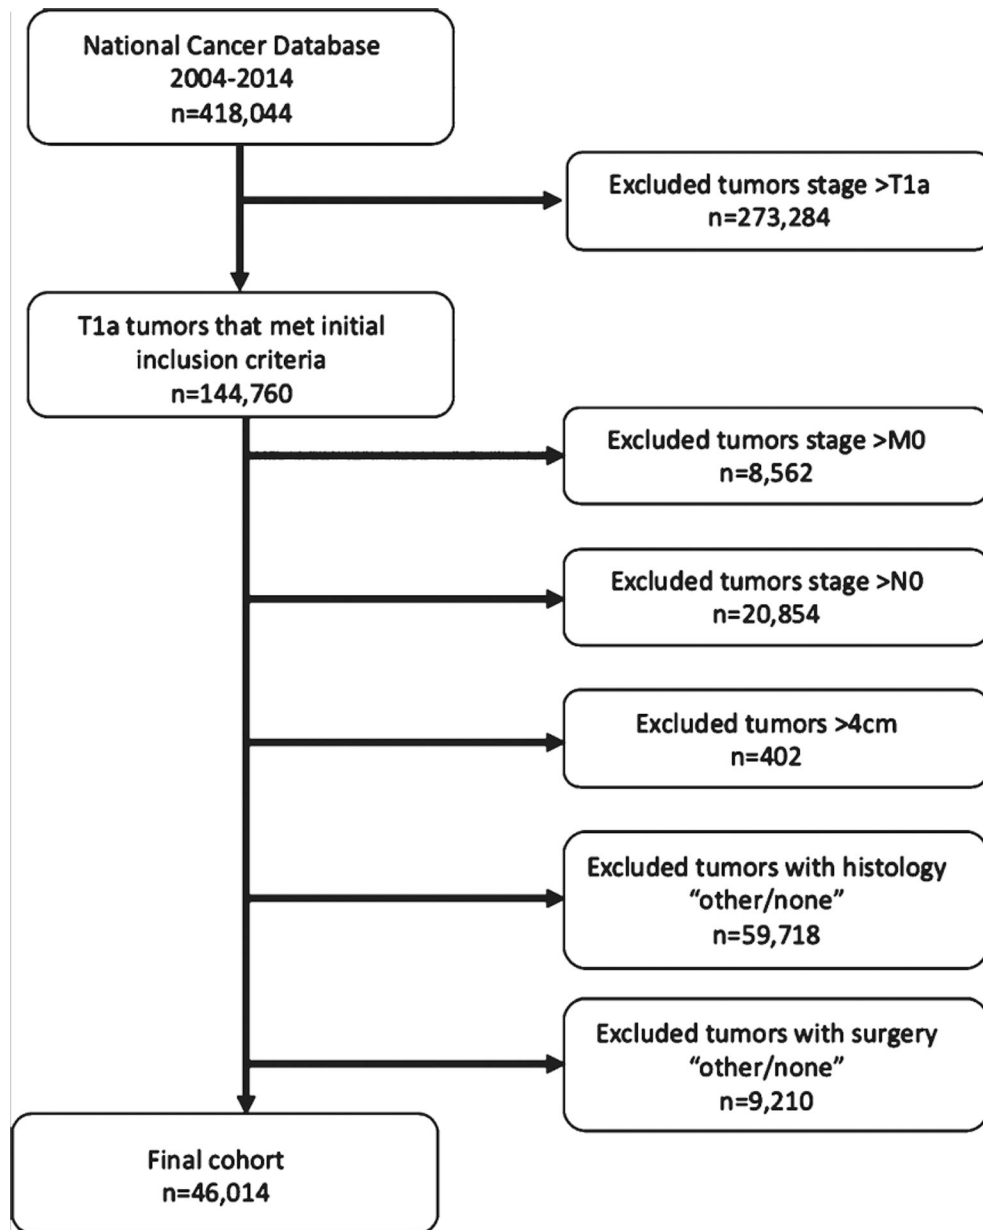 National Cancer Database
2004-2014
n=418,044
Excluded tumors stage >T1a
n=273,284
T1a tumors that met initial
inclusion criteria
n=144,760
Excluded tumors stage >M0
n=8,562
Excluded tumors stage >N0
n=20,854
Excluded tumors >4cm
n=402
Excluded tumors with histology
“other/none”
n=59,718
Excluded tumors with surgery
“other/none”
n=9,210
Final cohort
n=46,014